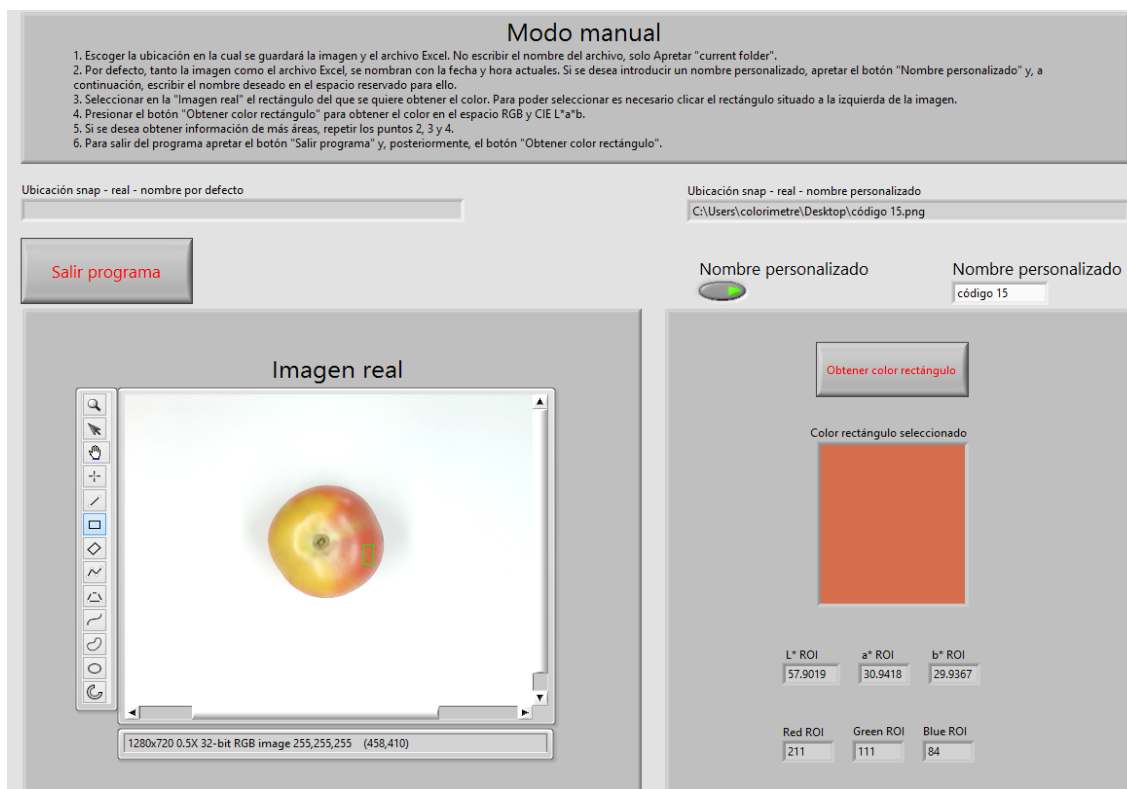 Modo manual
1. Escoger la ubicación en la cual se guardará la imagen y el archivo Excel. No escribir el nombre del archivo, solo Apretar "current folder".
2. Por defecto, tanto la imagen como el archivo Excel, se nombran con la fecha y hora actuales. Si se desea introducir un nombre personalizado, apretar el botón "Nombre personalizado" y, a
continuación, escribir el nombre deseado en el espacio reservado para ello.
3. Seleccionar en la "Imagen real" el rectángulo del que se quiere obtener el color. Para poder seleccionar es necesario clicar el rectángulo situado a la izquierda de la imagen.
4. Presionar el botón "Obtener color rectángulo" para obtener el color en el espacio RGB y CIE L*a*b.
5. Si se desea obtener información de más áreas, repetir los puntos 2, 3 y 4.
6. Para salir del programa apretar el botón "Salir programa" y, posteriormente, el botón "Obtener color rectángulo".
Ubicación snap - real - nombre por defecto
Ubicación snap - real - nombre personalizado
C:\Users\colorimetre\Desktop\código 15.png
Salir programa
Nombre personalizado
Nombre personalizado
código 15
Imagen real
1280x720 0.5X 32-bit RGB image 255,255,255 (458,410)
Obtener color rectángulo
Color rectángulo seleccionado
L* ROI a* ROI b* ROI
57.9019 30.9418 29.9367
Red ROI Green ROI Blue ROI
211 111 84